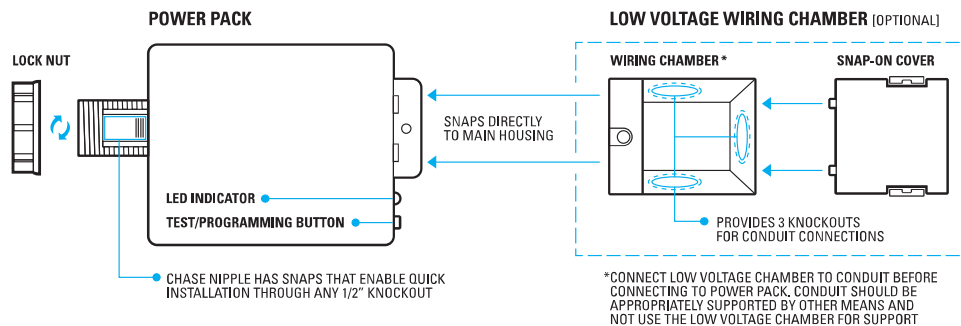 POWER PACK
LOW VOLTAGE WIRING CHAMBER [OPTIONAL]
LOCK NUT
WIRING CHAMBER*
SNAP-ON COVER
SNAPS DIRECTLY
TO MAIN HOUSING
LED INDICATOR
TEST/PROGRAMMING BUTTON
PROVIDES 3 KNOCKOUTS
FOR CONDUIT CONNECTIONS
CHASE NIPPLE HAS SNAPS THAT ENABLE QUICK
INSTALLATION THROUGH ANY 1/2" KNOCKOUT
*CONNECT LOW VOLTAGE CHAMBER TO CONDUIT BEFORE
CONNECTING TO POWER PACK. CONDUIT SHOULD BE
APPROPRIATELY SUPPORTED BY OTHER MEANS AND
NOT USE THE LOW VOLTAGE CHAMBER FOR SUPPORT